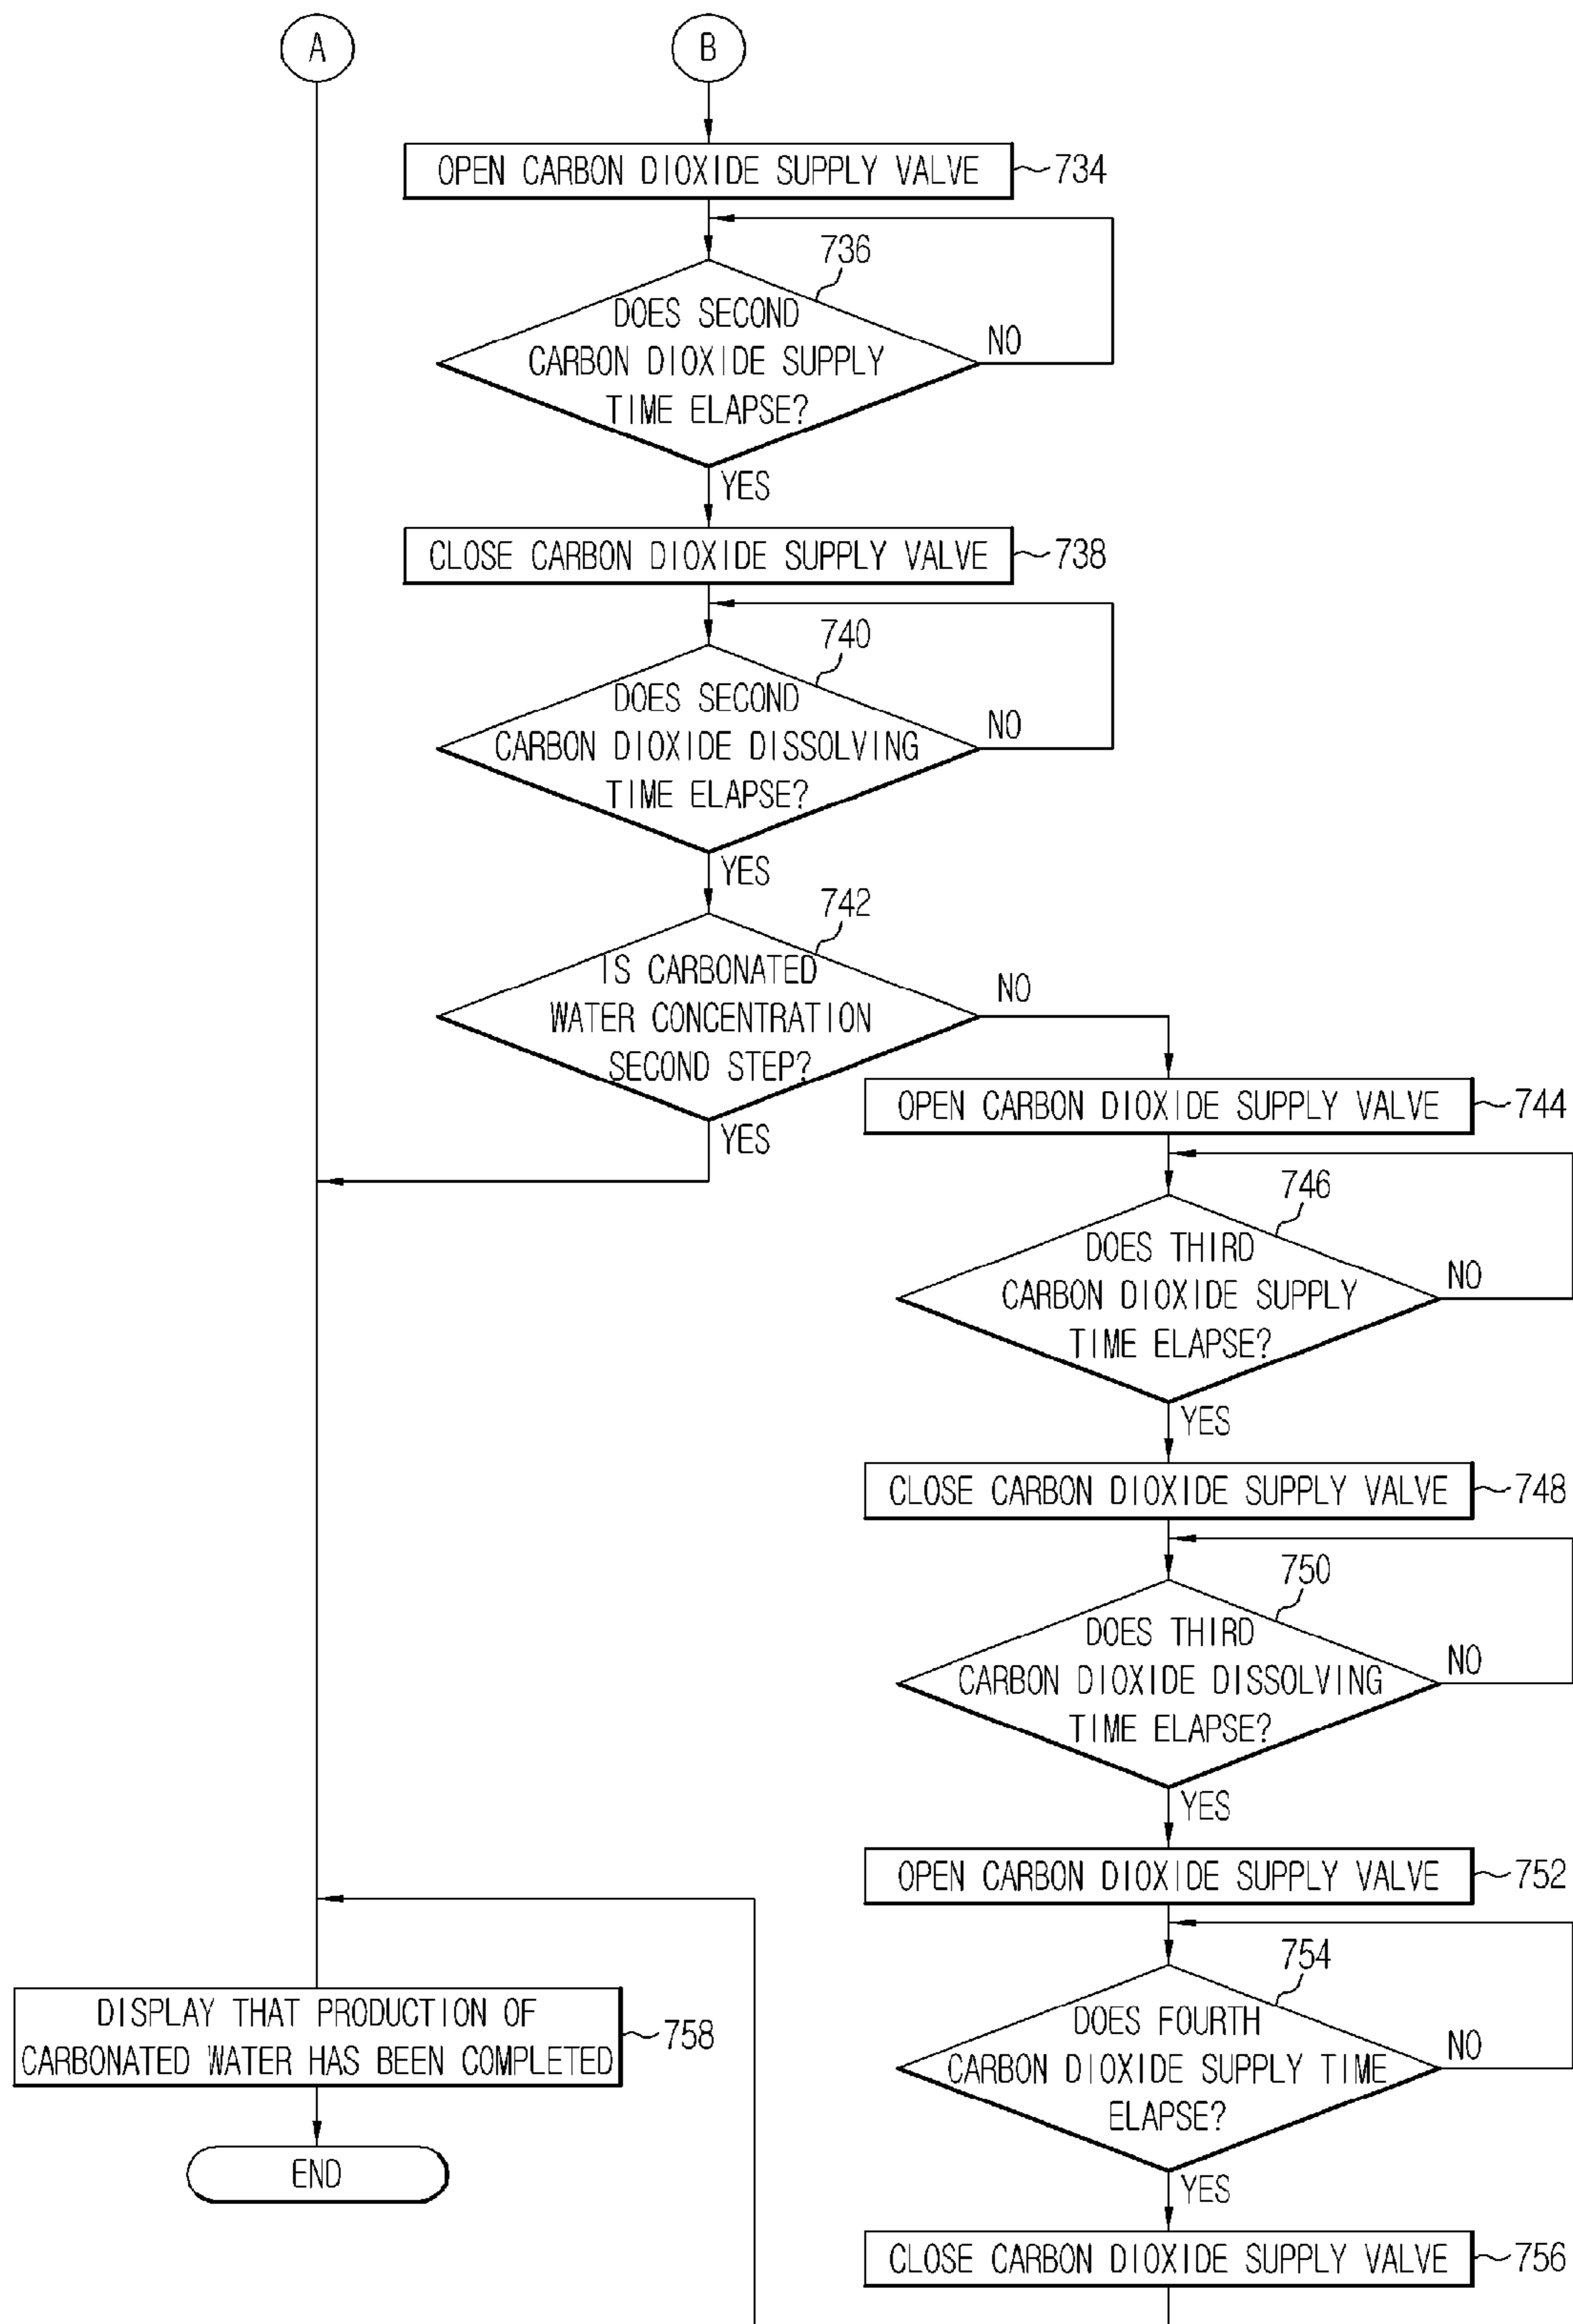 A
B
OPEN CARBON DIOXIDE SUPPLY VALVE
734
736
DOES SECOND
CARBON DIOXIDE SUPPLY
TIME ELAPSE?
NO
YES
CLOSE CARBON DIOXIDE SUPPLY VALVE
738
740
DOES SECOND
CARBON DIOXIDE DISSOLVING
TIME ELAPSE?
NO
YES
742
IS CARBONATED
WATER CONCENTRATION
SECOND STEP?
NO
YES
OPEN CARBON DIOXIDE SUPPLY VALVE
744
746
DOES THIRD
CARBON DIOXIDE SUPPLY
TIME ELAPSE?
NO
YES
CLOSE CARBON DIOXIDE SUPPLY VALVE
748
750
DOES THIRD
CARBON DIOXIDE DISSOLVING
TIME ELAPSE?
NO
YES
OPEN CARBON DIOXIDE SUPPLY VALVE
752
754
DOES FOURTH
CARBON DIOXIDE SUPPLY TIME
ELAPSE?
NO
YES
CLOSE CARBON DIOXIDE SUPPLY VALVE
756
DISPLAY THAT PRODUCTION OF
CARBONATED WATER HAS BEEN COMPLETED
758
END